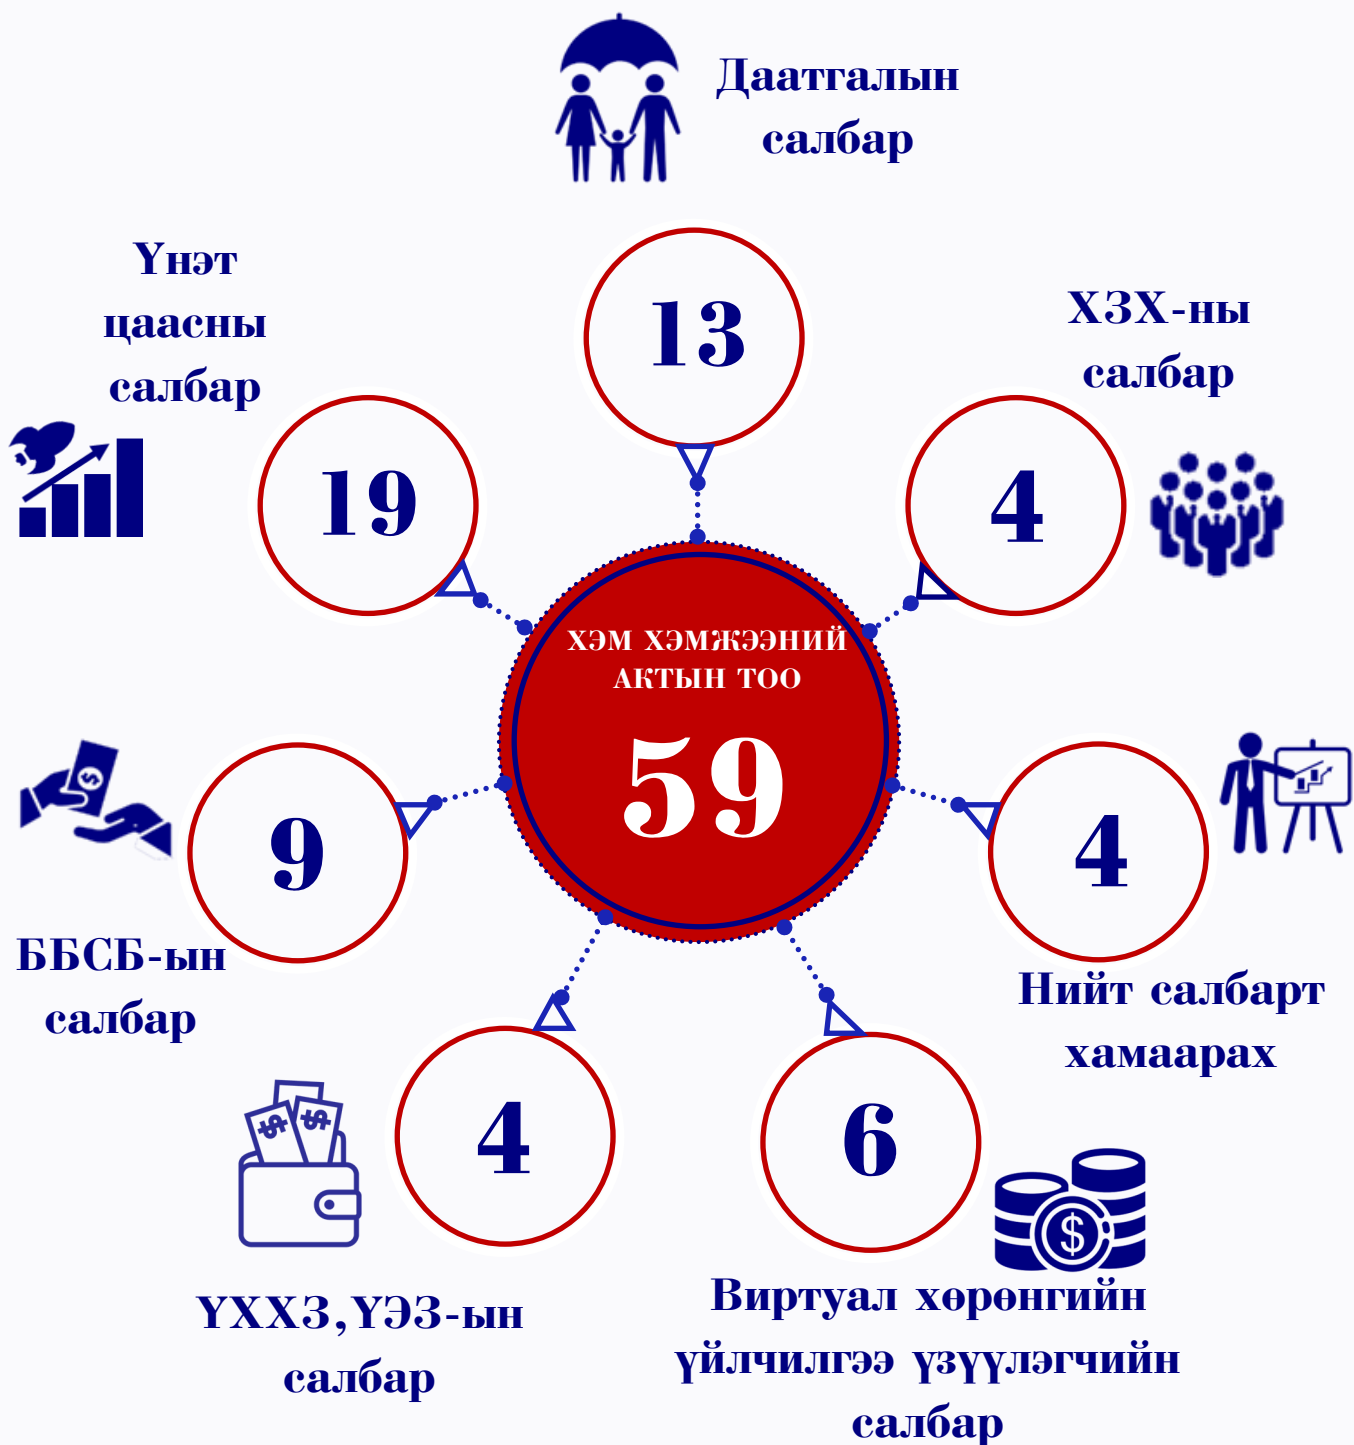 Даатгалын
салбар
13
Үнэт
цаасны
салбар
19
ХЗХ-ны
салбар
4
ХЭМ ХЭМЖЭЭНИЙ
АКТЫН ТОО
59
9
ББСБ-ын
салбар
4
Нийт салбарт
хамаарах
4
ҮХХЗ,ҮЭЗ-ын
салбар
6
Виртуал хөрөнгийн
үйлчилгээ үзүүлэгчийн
салбар